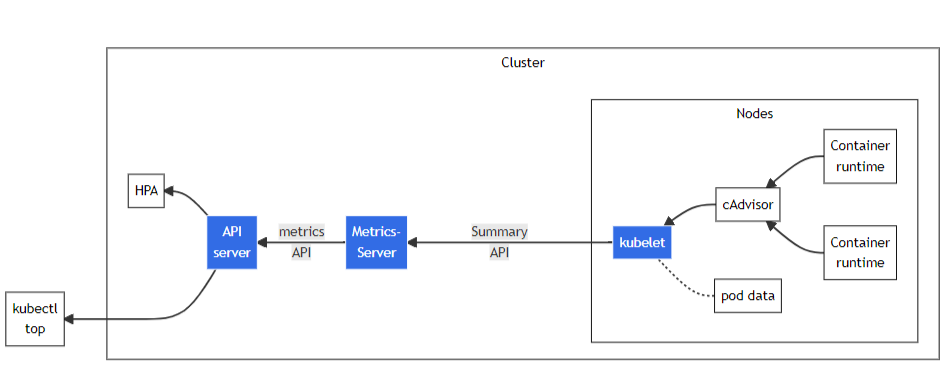 Cluster
Nodes
Container
runtime
HPA
cAdvisor
API
server
metrics
API
Metrics-
Server
Summary
API
kubelet
Container
runtime
pod data
kubectl
top